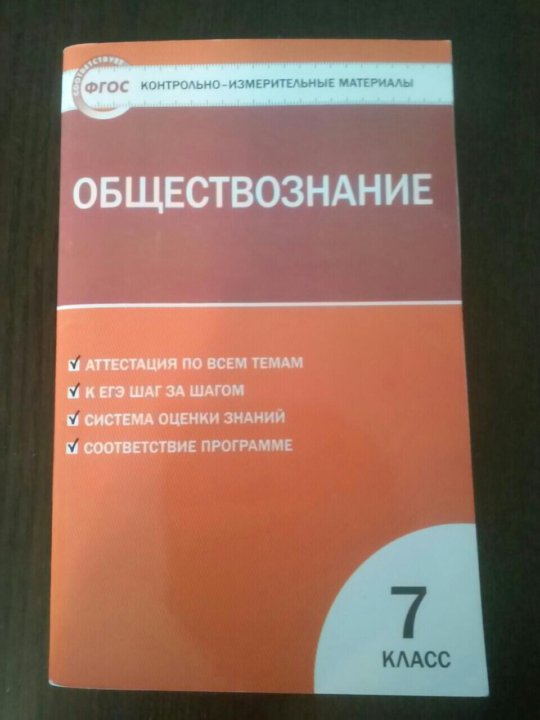 СООТВЕТСТВУЕТ
ФГОС
КОНТРОЛЬНО-ИЗМЕРИТЕЛЬНЫЕ МАТЕРИАЛЫ
ОБЩЕСТВОЗНАНИЕ
АТТЕСТАЦИЯ ПО ВСЕМ ТЕМАМ
К ЕГЭ ШАГ ЗА ШАГОМ
СИСТЕМА ОЦЕНКИ ЗНАНИЙ
СООТВЕТСТВИЕ ПРОГРАММЕ
7
КЛАСС